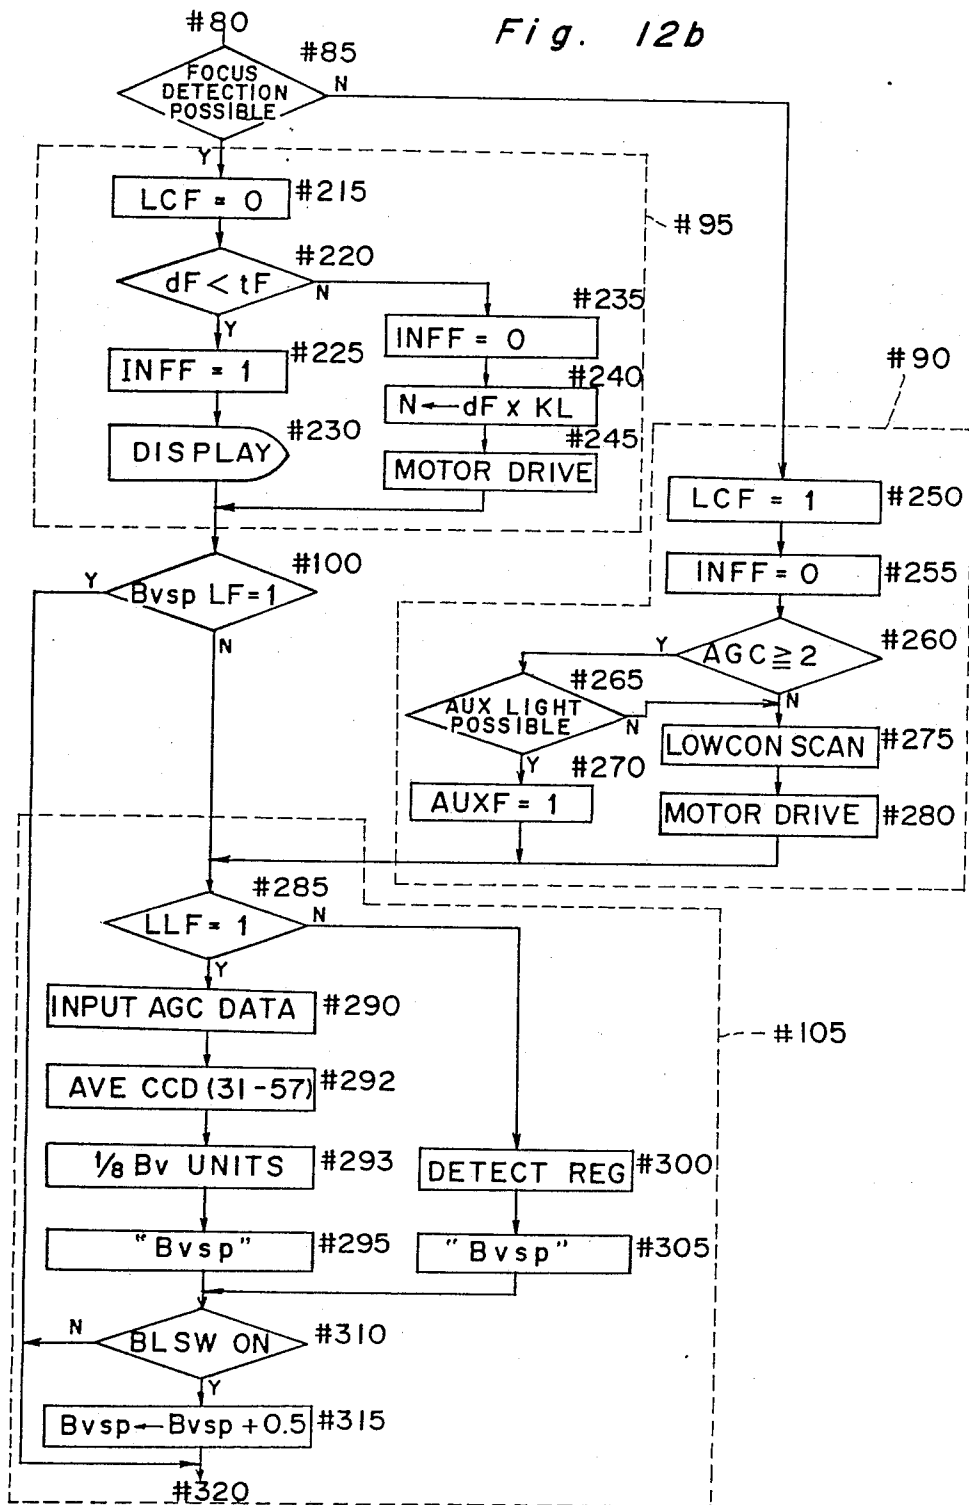 Fig. 12b
#80
#85
FOCUS
DETECTION
POSSIBLE
N
Y
LCF = 0
#215
#95
dF < tF
#220
N
Y
#235
INFF = 0
INFF = 1
#225
#240
N←dF x KL
DISPLAY
#230
#245
MOTOR DRIVE
#90
LCF = 1
#250
INFF = 0
#255
AGC ≧ 2
#260
Y
N
#265
AUX LIGHT
POSSIBLE
N
Y
LOWCON SCAN
#275
#270
AUXF = 1
MOTOR DRIVE
#280
#100
Y
Bvsp LF=1
N
#285
LLF = 1
N
Y
INPUT AGC DATA
#290
#105
AVE CCD (31-57)
#292
1/8 Bv UNITS
#293
DETECT REG
#300
"Bvsp"
#295
"Bvsp"
#305
N
BLSW ON
#310
Y
Bvsp←Bvsp+0.5
#315
#320